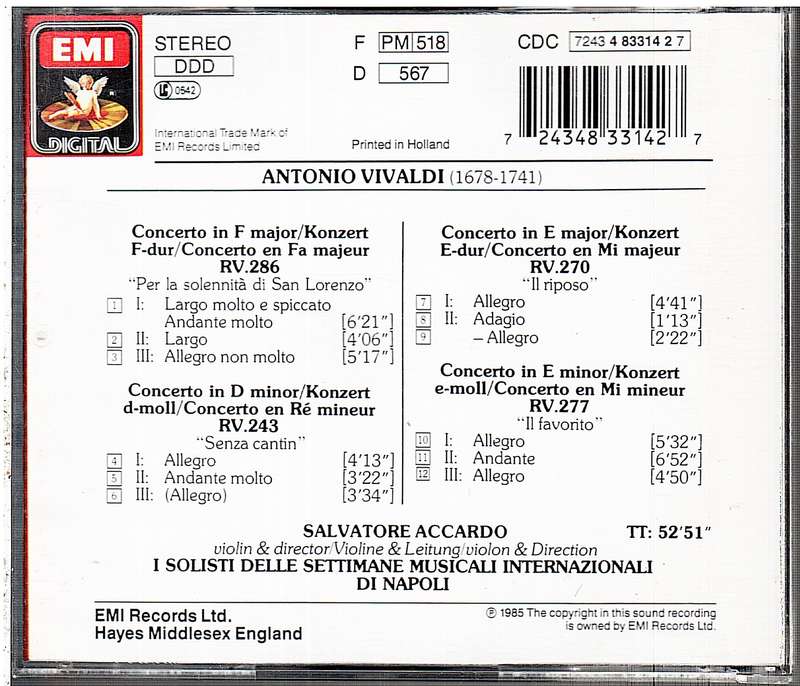 EMI
DIGITAL
STEREO
DDD
LC 0542
International Trade Mark of
EMI Records Limited
F PM 518
D 567
Printed in Holland
CDC 7243 4 83314 2 7
7 24348 33142 7
ANTONIO VIVALDI (1678-1741)
Concerto in F major/Konzert
F-dur/Concerto en Fa majeur
RV.286
"Per la solennità di San Lorenzo"
1 I: Largo molto e spiccato
Andante molto [6'21"]
2 II: Largo [4'06"]
3 III: Allegro non molto [5'17"]
Concerto in D minor/Konzert
d-moll/Concerto en Ré mineur
RV.243
"Senza cantin"
4 I: Allegro [4'13"]
5 II: Andante molto [3'22"]
6 III: (Allegro) [3'34"]
Concerto in E major/Konzert
E-dur/Concerto en Mi majeur
RV.270
"Il riposo"
7 I: Allegro [4'41"]
8 II: Adagio [1'13"]
9 – Allegro [2'22"]
Concerto in E minor/Konzert
e-moll/Concerto en Mi mineur
RV.277
"Il favorito"
10 I: Allegro [5'32"]
11 II: Andante [6'52"]
12 III: Allegro [4'50"]
SALVATORE ACCARDO TT: 52'51"
violin & director/Violine & Leitung/violon & Direction
I SOLISTI DELLE SETTIMANE MUSICALI INTERNAZIONALI
DI NAPOLI
EMI Records Ltd.
Hayes Middlesex England
℗ 1985 The copyright in this sound recording
is owned by EMI Records Ltd.